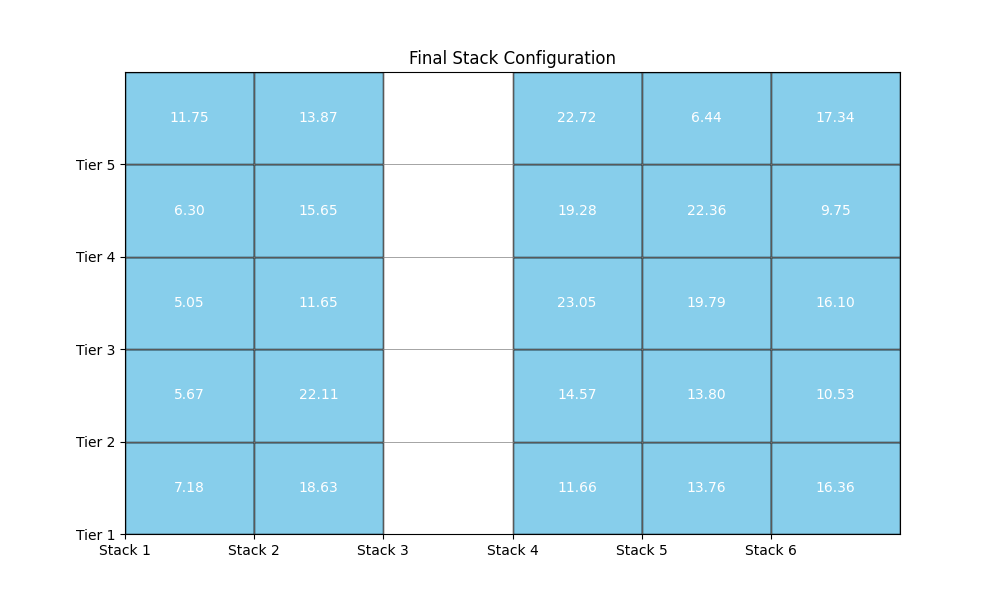 Final Stack Configuration
11.75 13.87 22.72 6.44 17.34
Tier 5
6.30 15.65 19.28 22.36 9.75
Tier 4
5.05 11.65 23.05 19.79 16.10
Tier 3
5.67 22.11 14.57 13.80 10.53
Tier 2
7.18 18.63 11.66 13.76 16.36
Tier 1
Stack 1 Stack 2 Stack 3 Stack 4 Stack 5 Stack 6